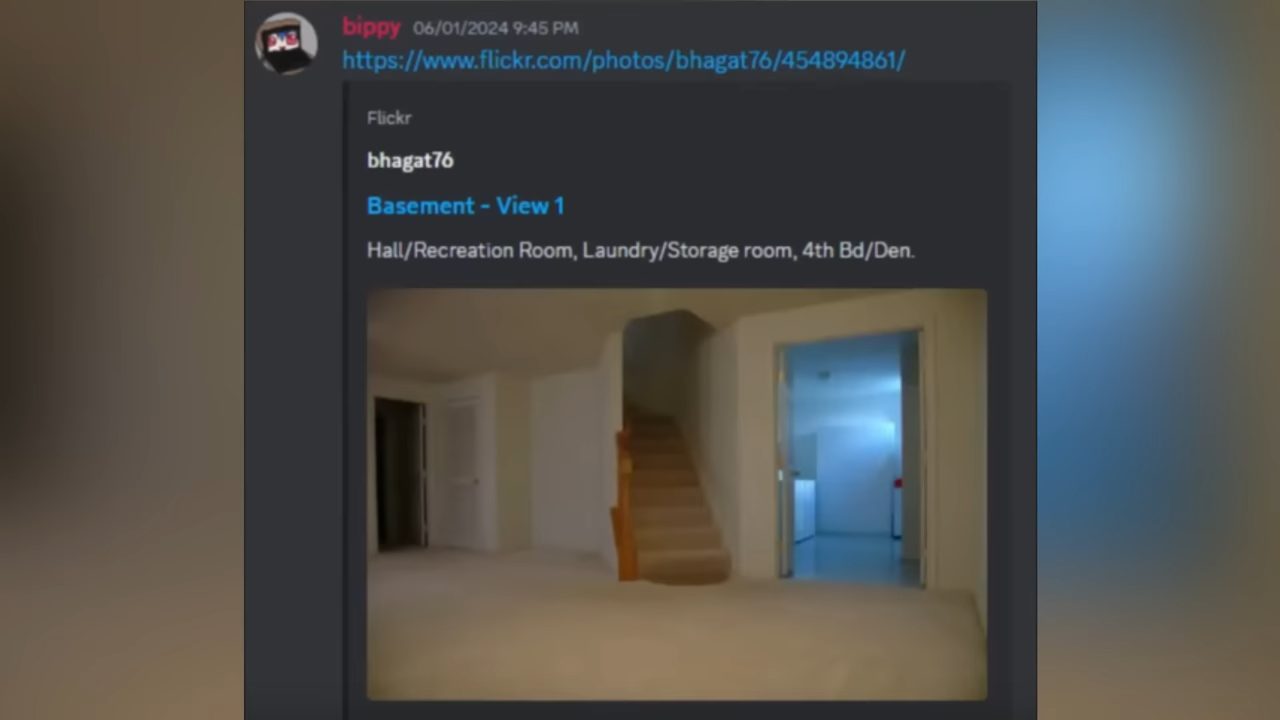 bippy 06/01/2024 9:45 PM
https://www.flickr.com/photos/bhagat76/454894861/
Flickr
bhagat76
Basement - View 1
Hall/Recreation Room, Laundry/Storage room, 4th Bd/Den.